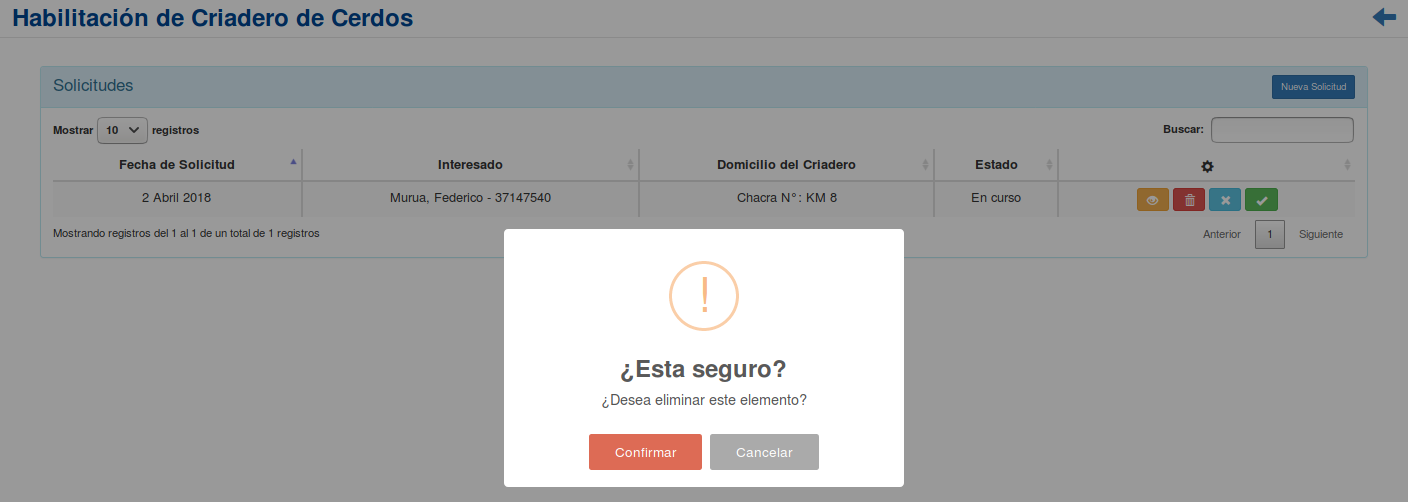 Habilitación de Criadero de Cerdos
Solicitudes
Nueva Solicitud
Mostrar 10 registros
Buscar:
Fecha de Solicitud Interesado Domicilio del Criadero Estado
2 Abril 2018 Murua, Federico - 37147540 Chacra N°: KM 8 En curso
Mostrando registros del 1 al 1 de un total de 1 registros
Anterior 1 Siguiente
!
¿Esta seguro?
¿Desea eliminar este elemento?
Confirmar Cancelar